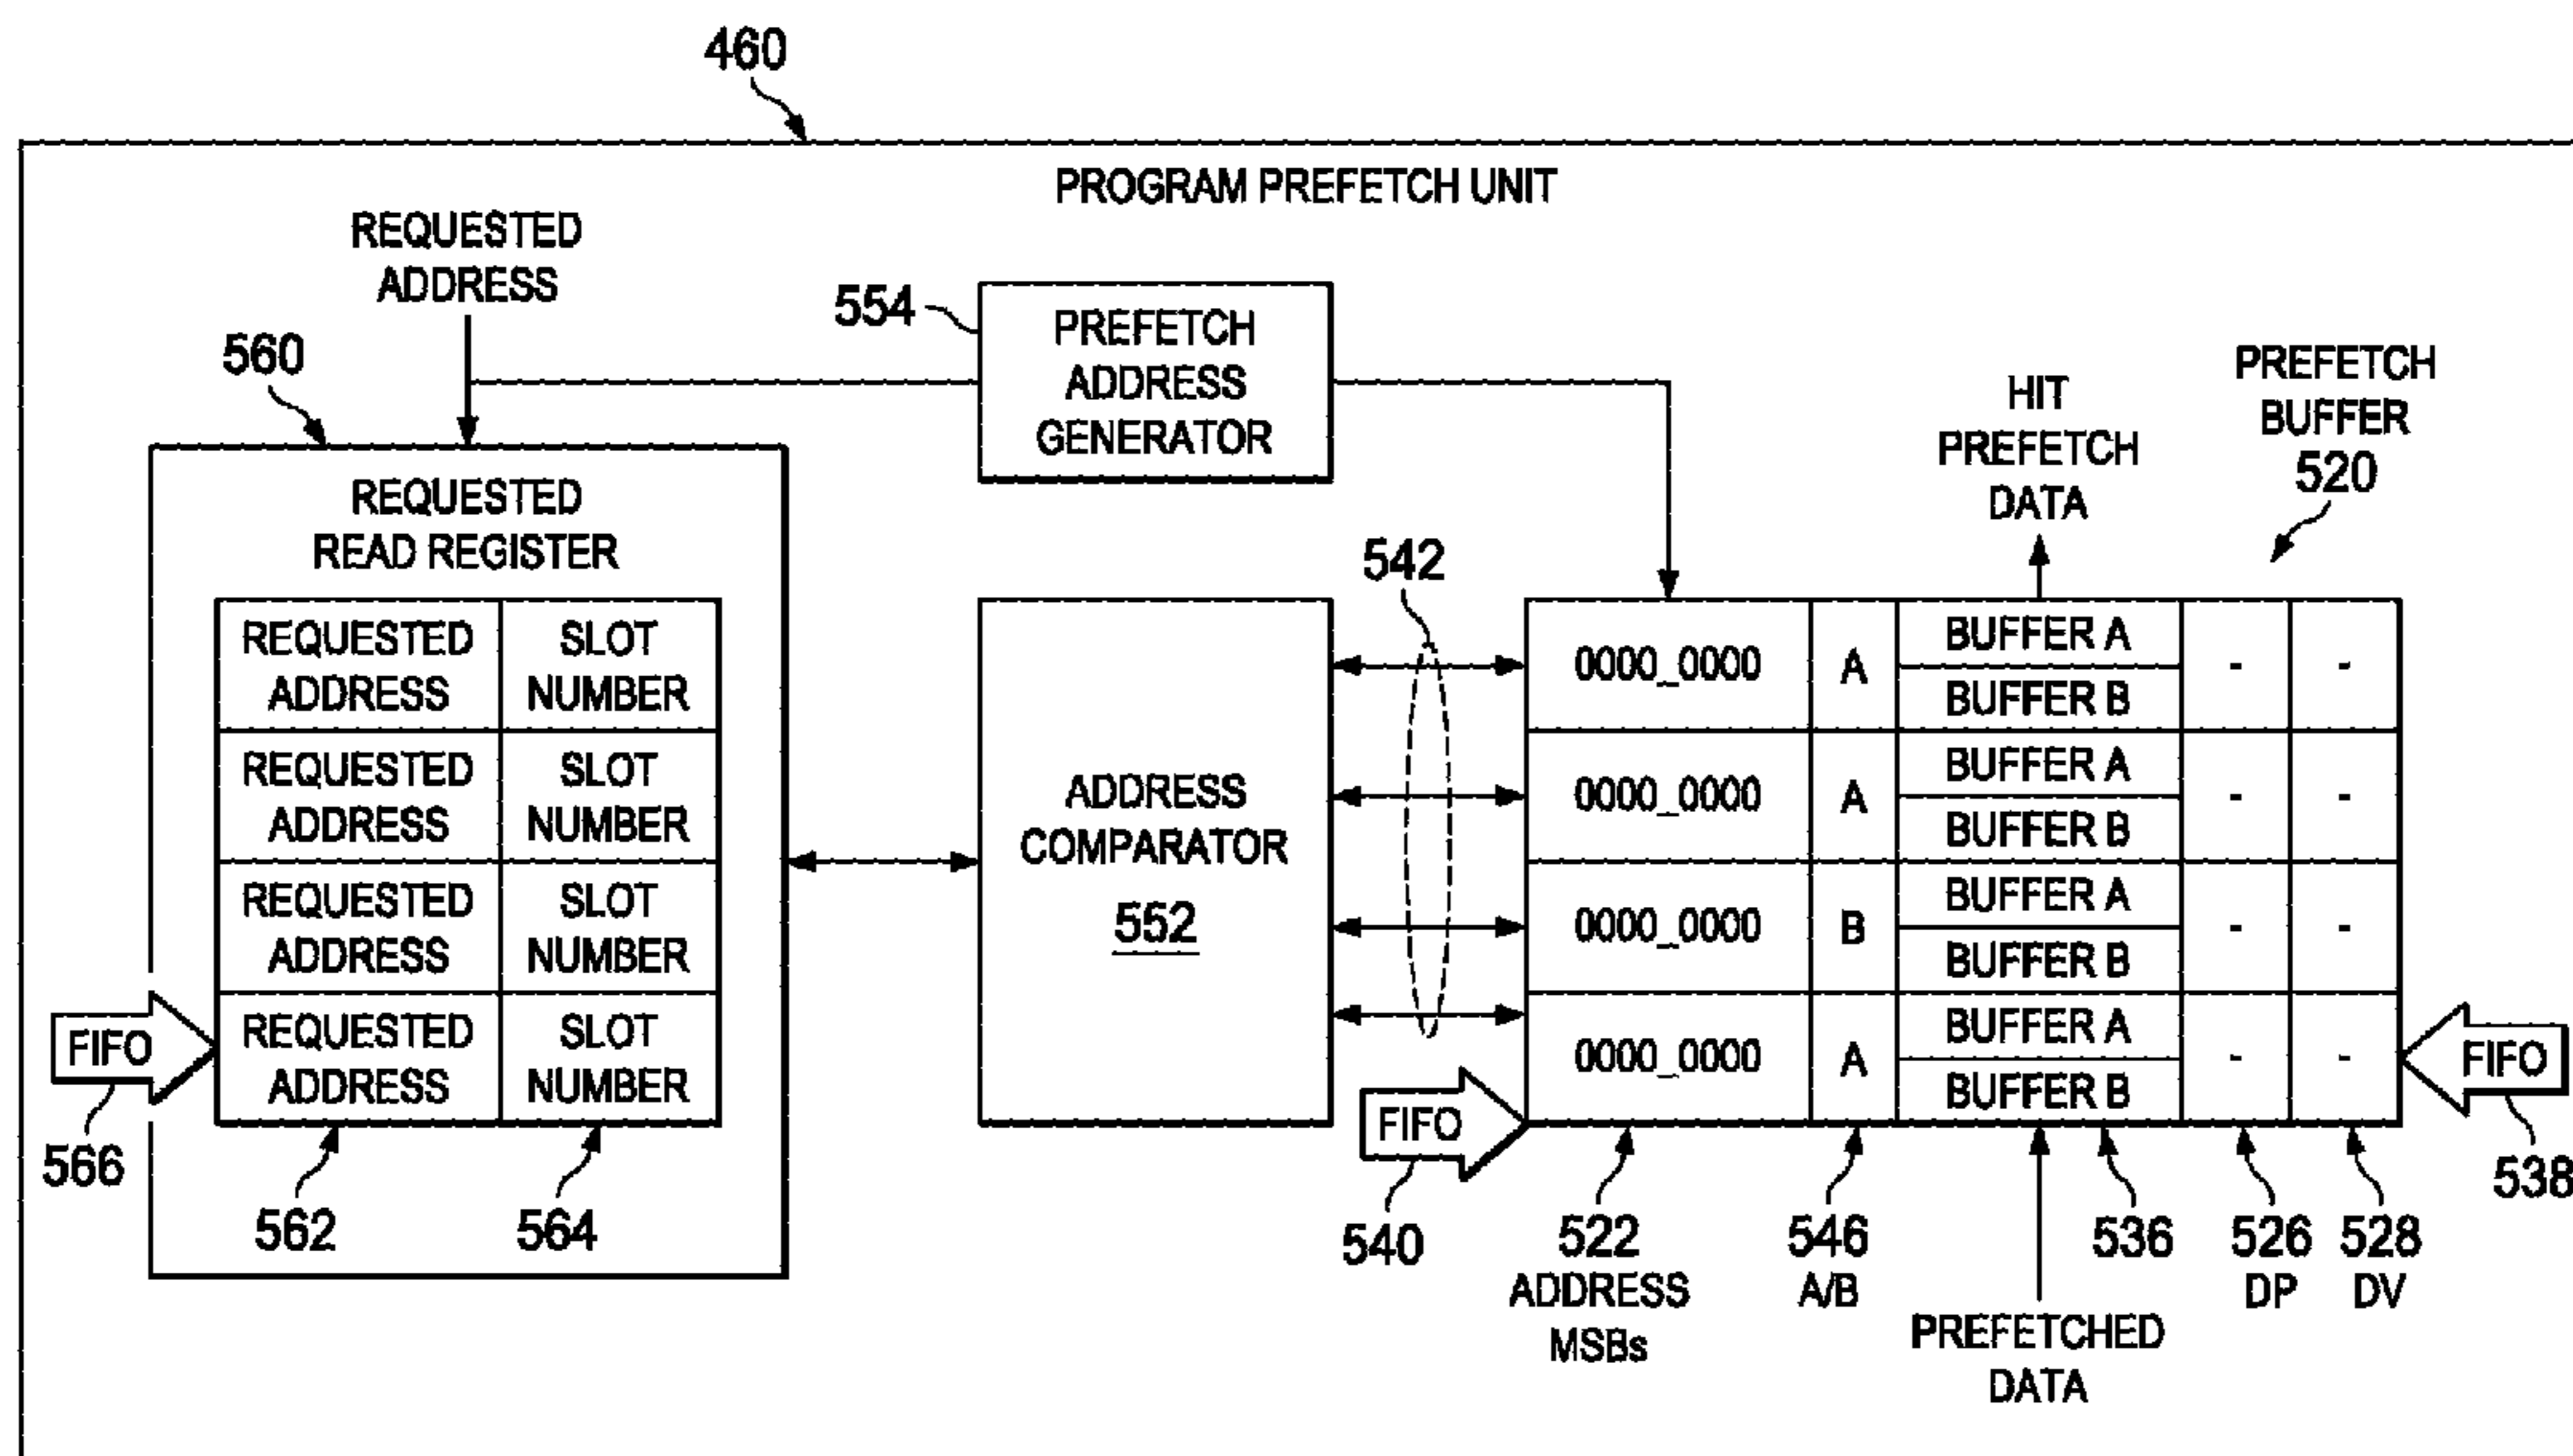 460
PROGRAM PREFETCH UNIT
REQUESTED
ADDRESS
554
PREFETCH
ADDRESS
GENERATOR
560
REQUESTED
READ REGISTER
REQUESTED
ADDRESS
SLOT
NUMBER
REQUESTED
ADDRESS
SLOT
NUMBER
REQUESTED
ADDRESS
SLOT
NUMBER
REQUESTED
ADDRESS
SLOT
NUMBER
FIFO
566
562
564
ADDRESS
COMPARATOR
552
542
HIT
PREFETCH
DATA
PREFETCH
BUFFER
520
0000_0000
A
BUFFER A
BUFFER B
-
-
0000_0000
A
BUFFER A
BUFFER B
-
-
0000_0000
B
BUFFER A
BUFFER B
-
-
0000_0000
A
BUFFER A
BUFFER B
-
-
FIFO
540
FIFO
538
522
ADDRESS
MSBs
546
A/B
536
526
DP
528
DV
PREFETCHED
DATA